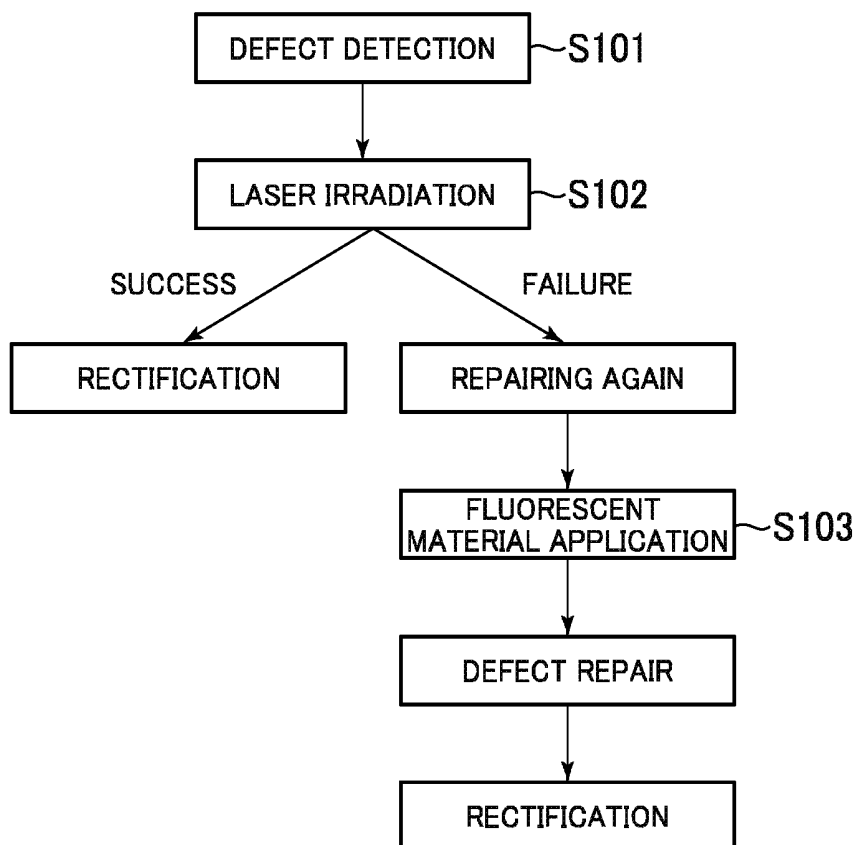 DEFECT DETECTION
S101
LASER IRRADIATION
S102
SUCCESS
FAILURE
RECTIFICATION
REPAIRING AGAIN
FLUORESCENT
MATERIAL APPLICATION
S103
DEFECT REPAIR
RECTIFICATION